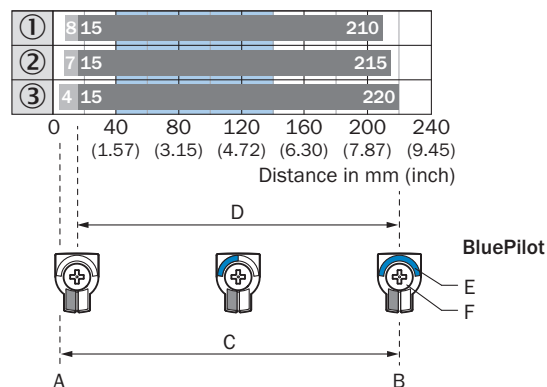 ① 8 15 210
② 7 15 215
③ 4 15 220
0 40 80 120 160 200 240
(1.57) (3.15) (4.72) (6.30) (7.87) (9.45)
Distance in mm (inch)
D
BluePilot
E
F
C
A B